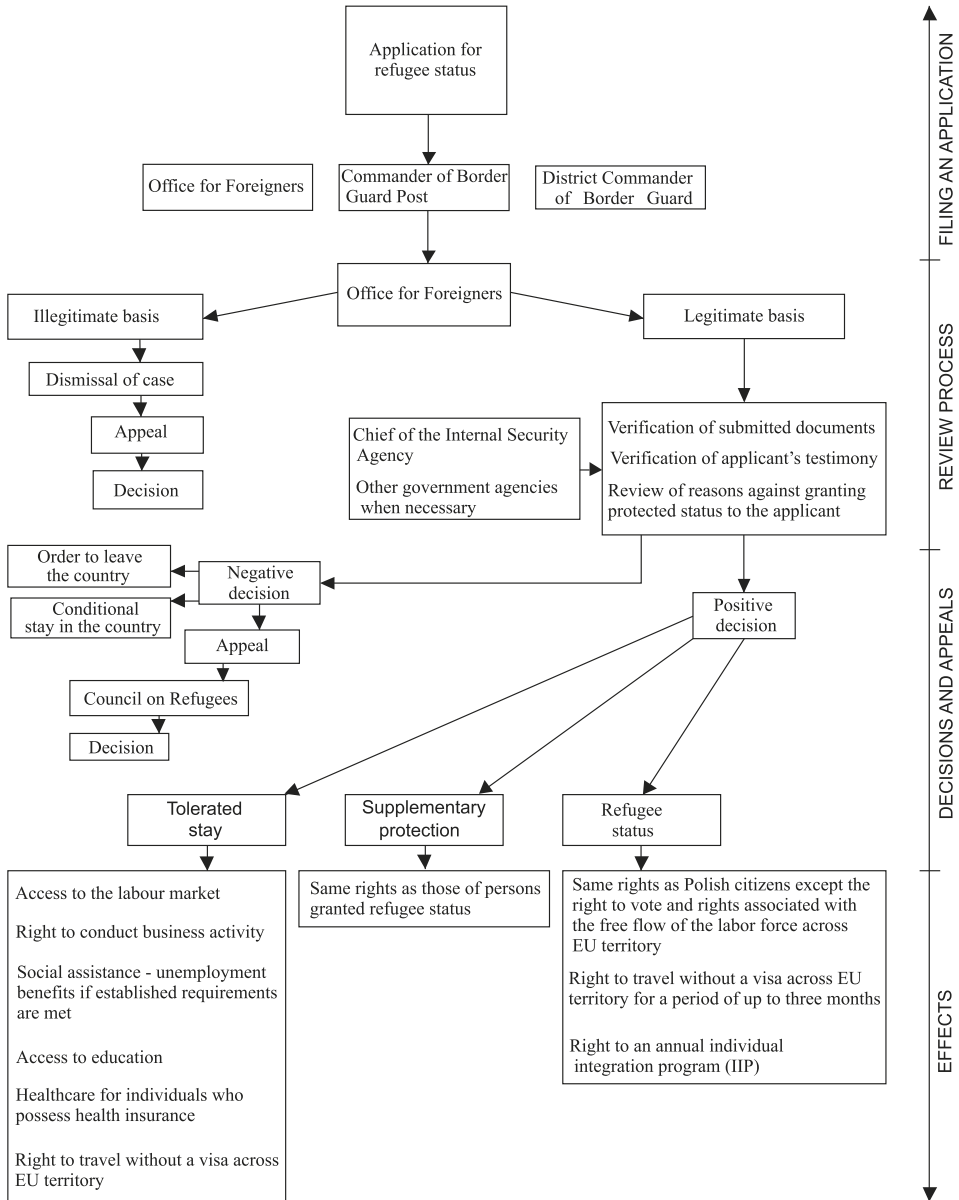 Application for
refugee status
FILING AN APPLICATION
Office for Foreigners
Commander of Border
Guard Post
District Commander
of Border Guard
Office for Foreigners
Illegitimate basis
Legitimate basis
REVIEW PROCESS
Dismissal of case
Appeal
Decision
Chief of the Internal Security
Agency
Other government agencies
when necessary
Verification of submitted documents
Verification of applicant's testimony
Review of reasons against granting
protected status to the applicant
Order to leave
the country
Conditional
stay in the country
Negative
decision
Positive
decision
DECISIONS AND APPEALS
Appeal
Council on Refugees
Decision
Tolerated
stay
Supplementary
protection
Refugee
status
EFFECTS
Access to the labour market
Right to conduct business activity
Social assistance - unemployment
benefits if established requirements
are met
Access to education
Healthcare for individuals who
possess health insurance
Right to travel without a visa across
EU territory
Same rights as those of persons
granted refugee status
Same rights as Polish citizens except the
right to vote and rights associated with
the free flow of the labor force across
EU territory
Right to travel without a visa across EU
territory for a period of up to three months
Right to an annual individual
integration program (IIP)